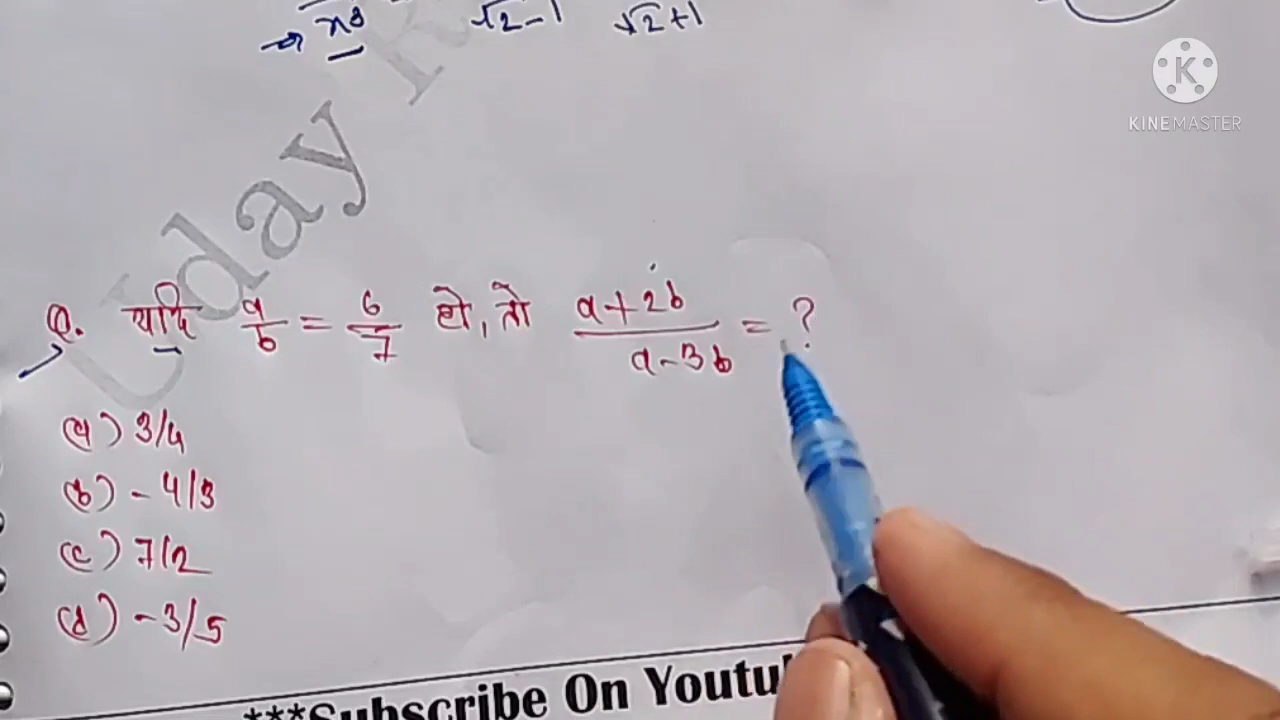 √2-1 √2+1
KINEMASTER
Uday
Q. यदि a/b = 6/7 हो, तो (a+2b)/(a-3b) = ?
(a) 3/4
(b) -4/3
(c) 7/2
(d) -3/5
***Subscribe On Youtu